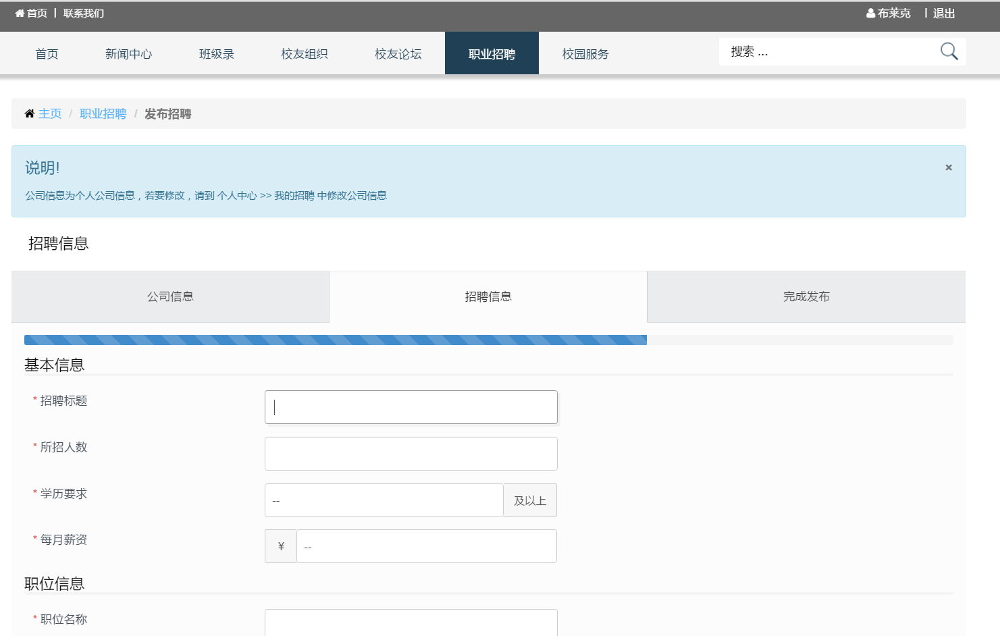 首页 | 联系我们
布莱克 | 退出
首页 新闻中心 班级录 校友组织 校友论坛 职业招聘 校园服务 搜索 ...
主页 / 职业招聘 / 发布招聘
说明!
×
公司信息为个人公司信息，若要修改，请到 个人中心 >> 我的招聘 中修改公司信息
招聘信息
公司信息 招聘信息 完成发布
基本信息
* 招聘标题
* 所招人数
* 学历要求 -- 及以上
* 每月薪资 ¥ --
职位信息
* 职位名称